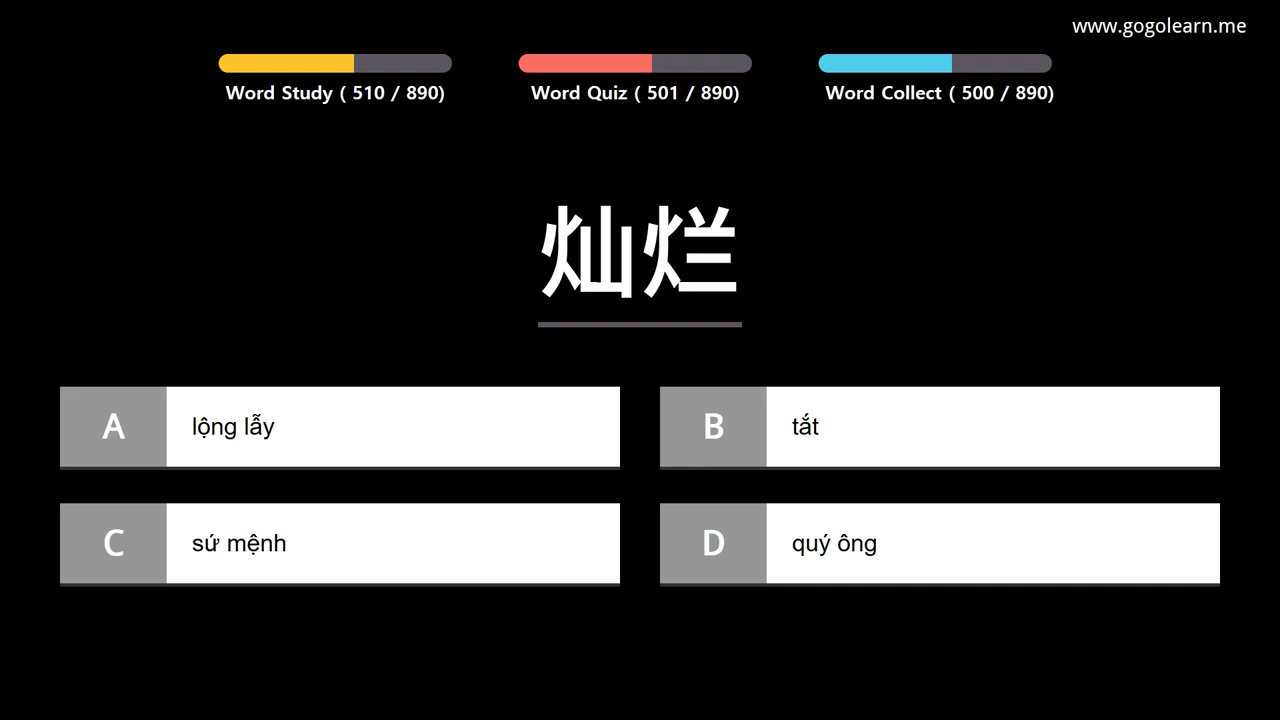 www.gogolearn.me
Word Study ( 510 / 890)
Word Quiz ( 501 / 890)
Word Collect ( 500 / 890)
灿烂
A lộng lẫy
B tắt
C sứ mệnh
D quý ông